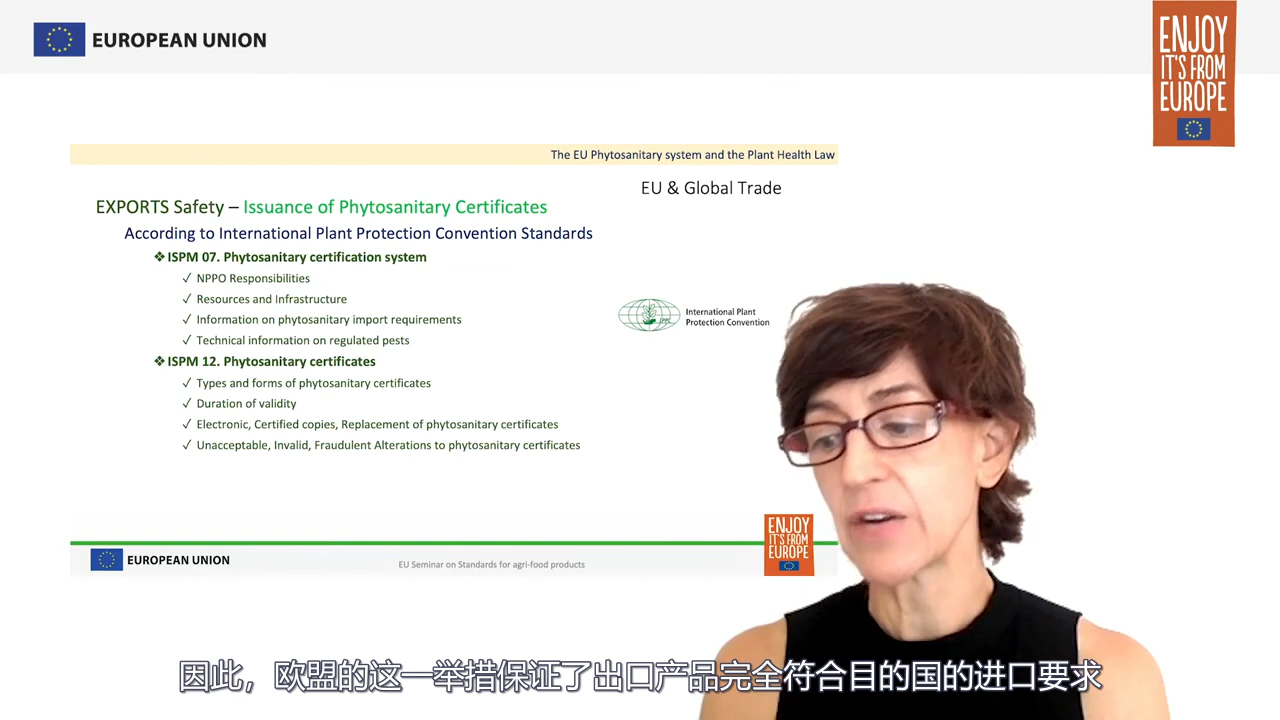 EUROPEAN UNION
ENJOY
IT'S FROM
EUROPE
The EU Phytosanitary system and the Plant Health Law
EU & Global Trade
EXPORTS Safety – Issuance of Phytosanitary Certificates
According to International Plant Protection Convention Standards
❖ISPM 07. Phytosanitary certification system
✓ NPPO Responsibilities
✓ Resources and Infrastructure
✓ Information on phytosanitary import requirements
✓ Technical information on regulated pests
❖ISPM 12. Phytosanitary certificates
✓ Types and forms of phytosanitary certificates
✓ Duration of validity
✓ Electronic, Certified copies, Replacement of phytosanitary certificates
✓ Unacceptable, Invalid, Fraudulent Alterations to phytosanitary certificates
IPPC
International Plant
Protection Convention
EUROPEAN UNION
EU Seminar on Standards for agri-food products
ENJOY
IT'S FROM
EUROPE
因此，欧盟的这一举措保证了出口产品完全符合目的国的进口要求